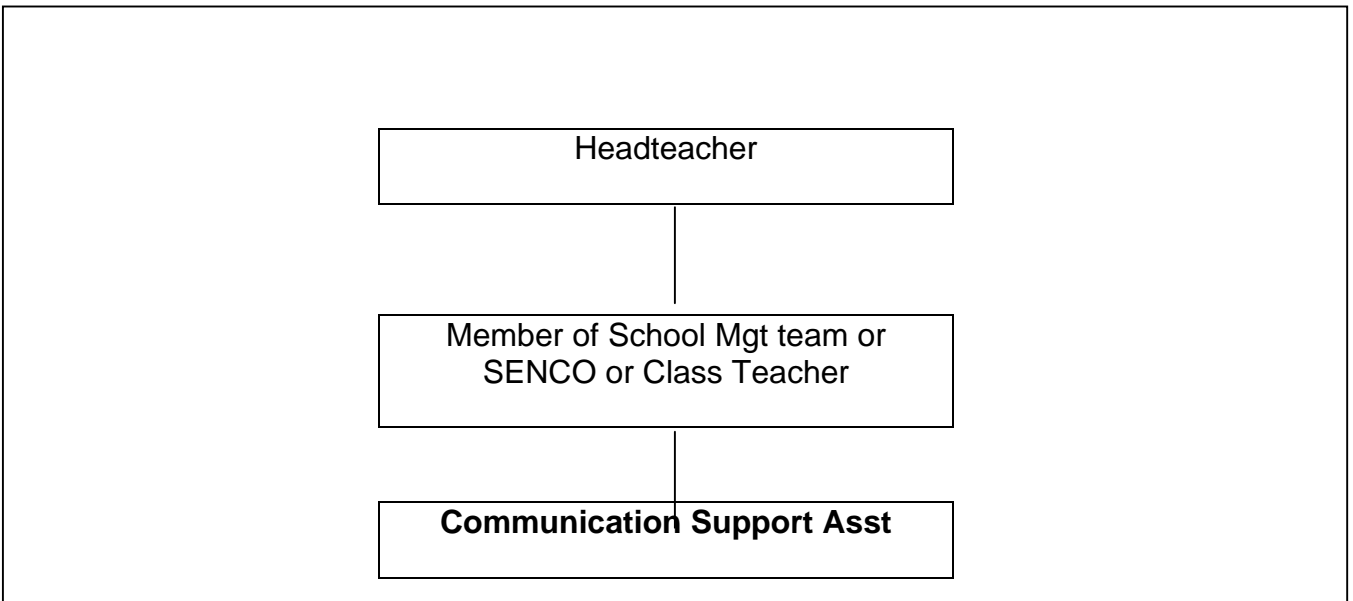 Headteacher
Member of School Mgt team or
SENCO or Class Teacher
Communication Support Asst